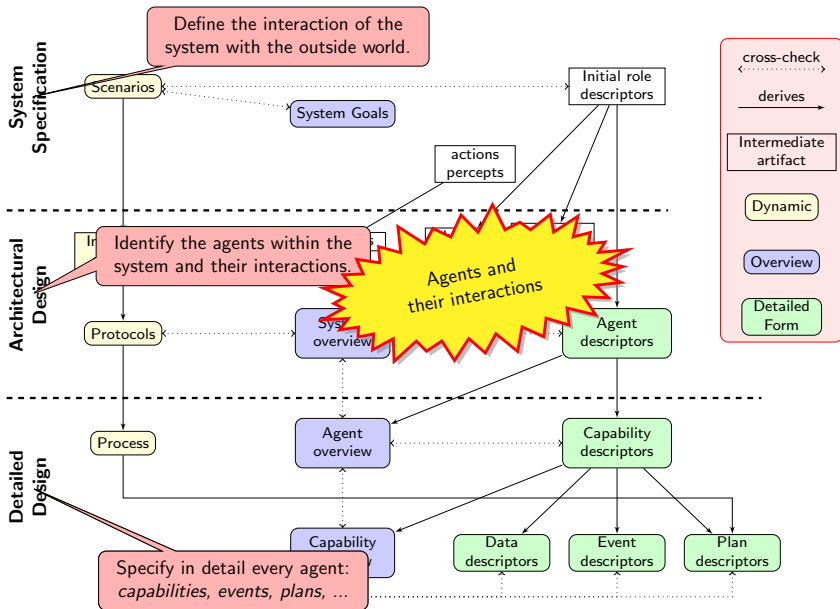 System
Specification
Define the interaction of the
system with the outside world.
Scenarios
System Goals
Initial role
descriptors
actions
percepts
cross-check
derives
Intermediate
artifact
Dynamic
Overview
Detailed
Form
Architectural
Design
Identify the agents within the
system and their interactions.
Agents and
their interactions
Protocols
overview
Agent
descriptors
Detailed
Design
Process
Agent
overview
Capability
descriptors
Capability
Data
descriptors
Event
descriptors
Plan
descriptors
Specify in detail every agent:
capabilities, events, plans, ...